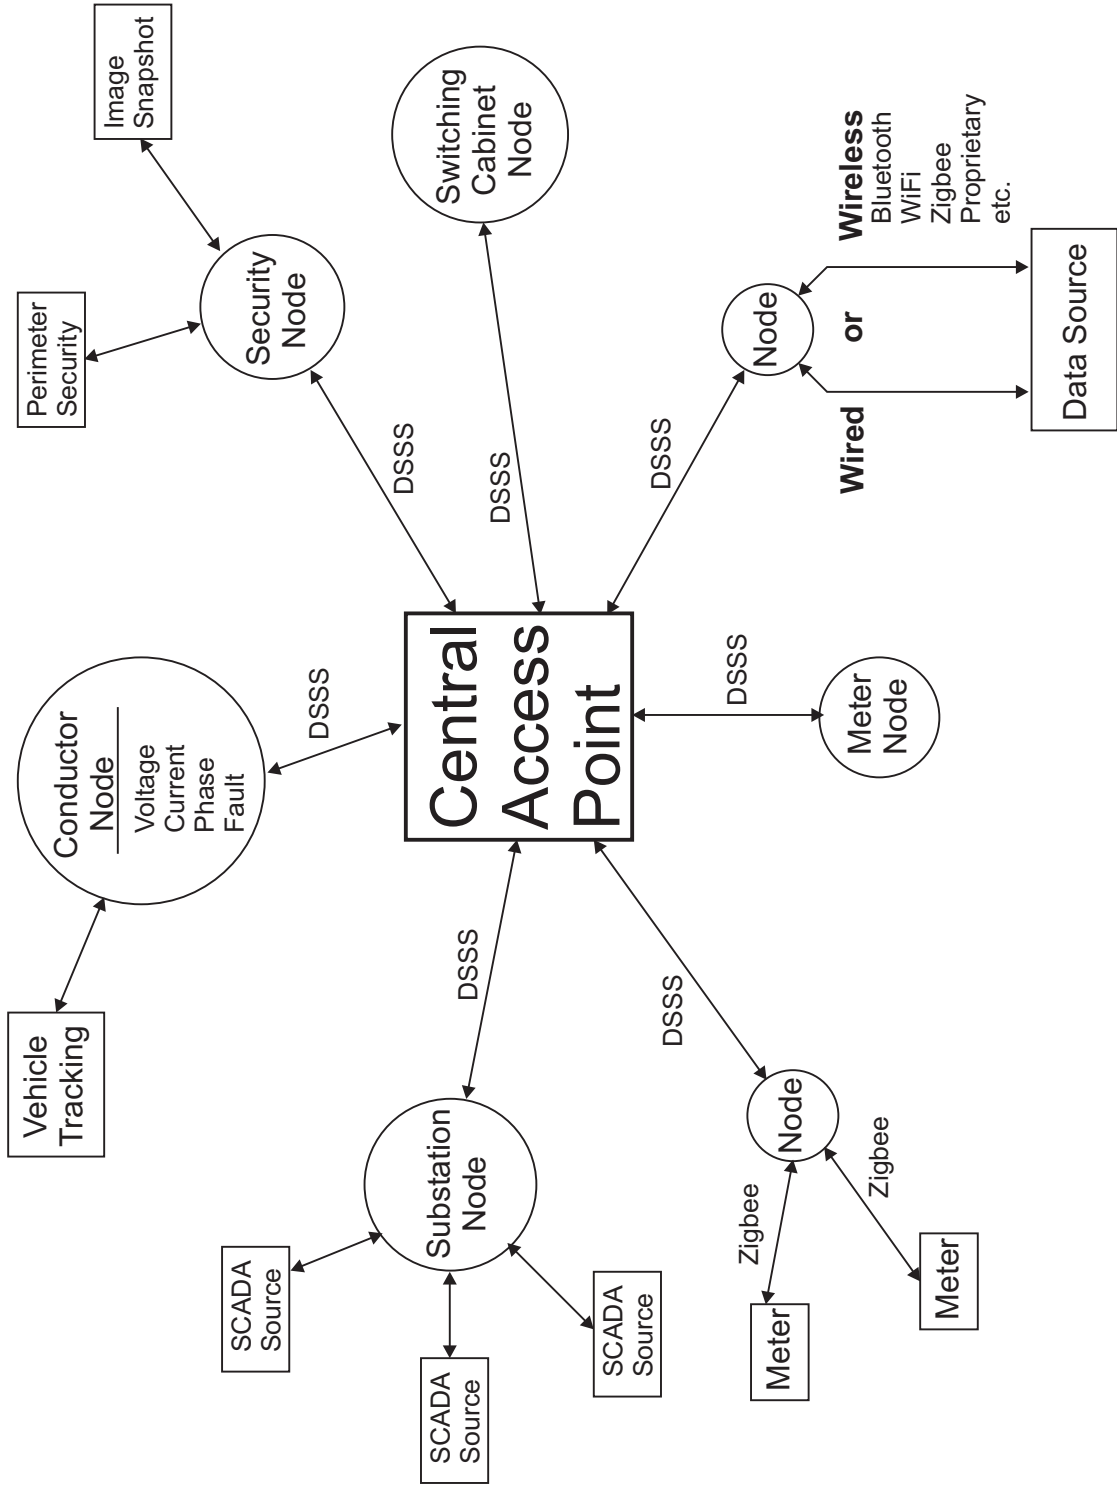 Vehicle
Tracking
Conductor
Node
Voltage
Current
Phase
Fault
Perimeter
Security
Image
Snapshot
Security
Node
SCADA
Source
SCADA
Source
SCADA
Source
Substation
Node
DSSS
DSSS
DSSS
DSSS
Central
Access
Point
Switching
Cabinet
Node
DSSS
DSSS
DSSS
Meter
Meter
Zigbee
Zigbee
Node
Meter
Node
Node
Wired
or
Wireless
Bluetooth
WiFi
Zigbee
Proprietary
etc.
Data Source